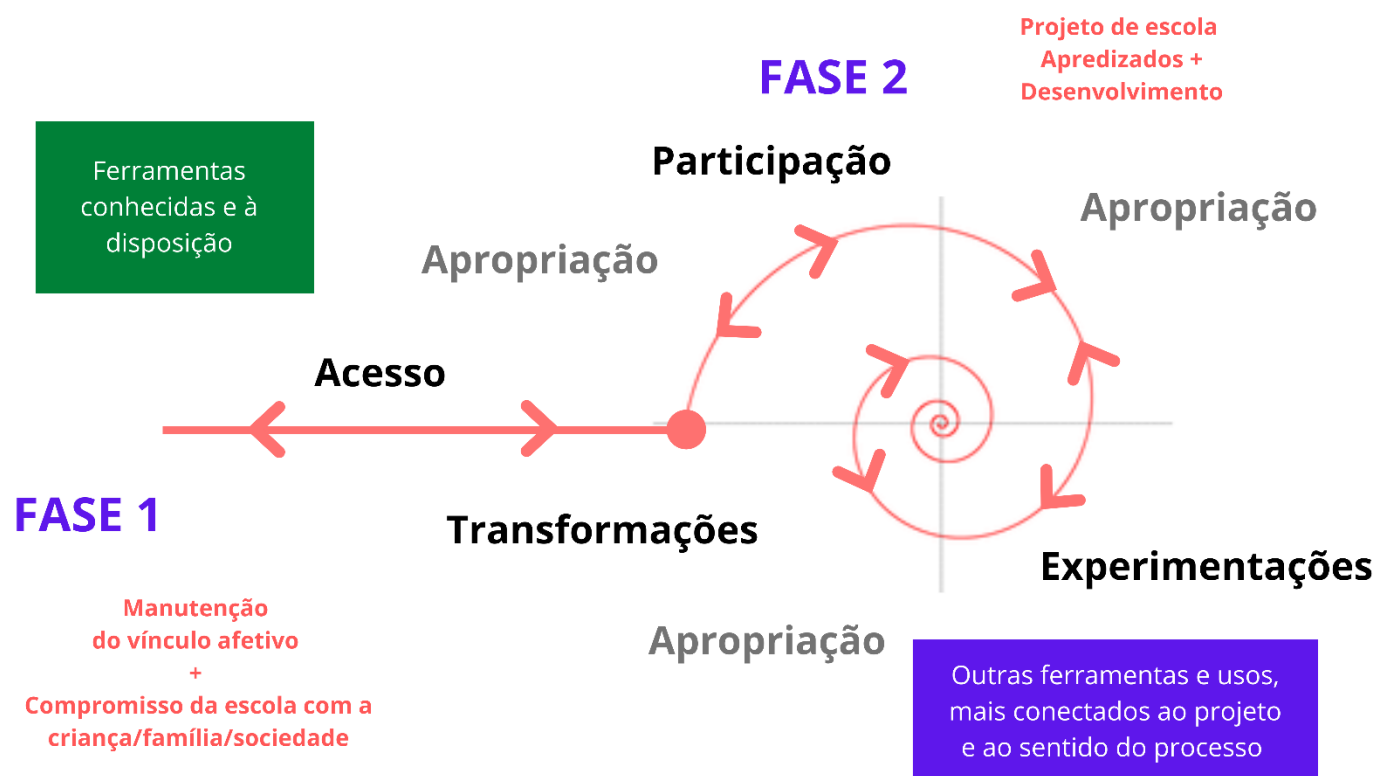 Projeto de escola
Apredizados +
Desenvolvimento
FASE 2
Participação
Ferramentas
conhecidas e à
disposição
Apropriação
Apropriação
Acesso
FASE 1
Transformações
Experimentações
Manutenção
do vínculo afetivo
+
Compromisso da escola com a
criança/família/sociedade
Apropriação
Outras ferramentas e usos,
mais conectados ao projeto
e ao sentido do processo